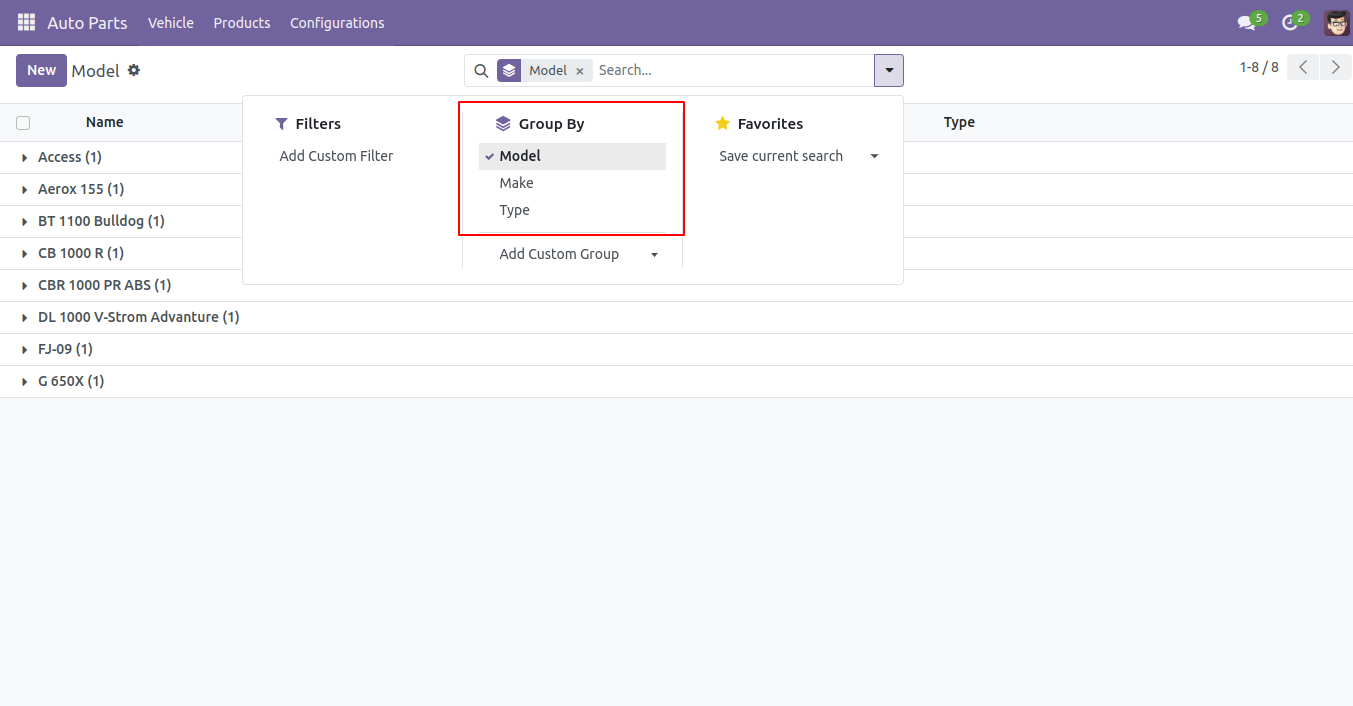 Auto Parts Vehicle Products Configurations 5 2
New Model Model × Search... 1-8 / 8
Filters Group By Favorites
Name Type
Add Custom Filter Model Save current search
Make
Type
Add Custom Group
Access (1)
Aerox 155 (1)
BT 1100 Bulldog (1)
CB 1000 R (1)
CBR 1000 PR ABS (1)
DL 1000 V-Strom Advanture (1)
FJ-09 (1)
G 650X (1)